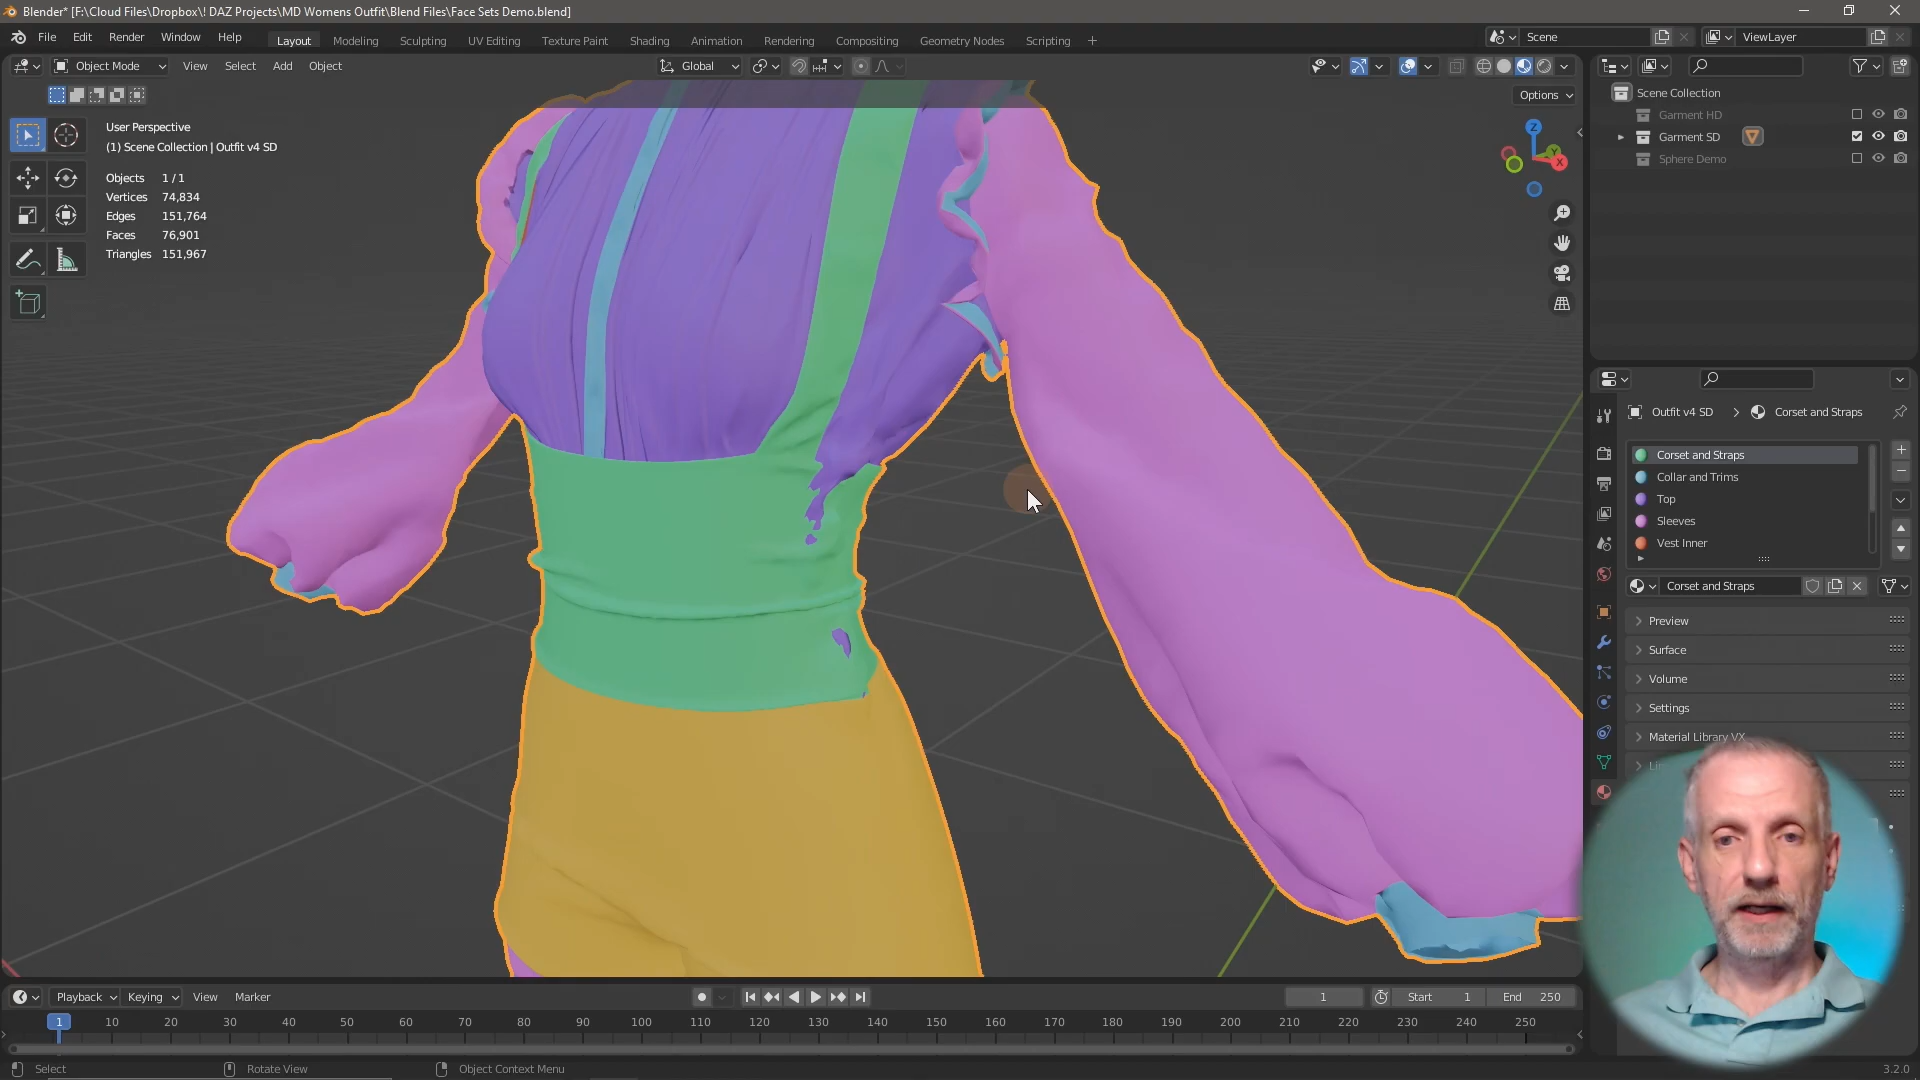 Blender* [F:\Cloud Files\Dropbox\! DAZ Projects\MD Womens Outfit\Blend Files\Face Sets Demo.blend]
File Edit Render Window Help Layout Modeling Sculpting UV Editing Texture Paint Shading Animation Rendering Compositing Geometry Nodes Scripting + Scene ViewLayer
Object Mode View Select Add Object Global
Options
User Perspective
(1) Scene Collection | Outfit v4 SD
Objects 1 / 1
Vertices 74,834
Edges 151,764
Faces 76,901
Triangles 151,967
Z
Y
X
Scene Collection
Garment HD
Garment SD
Sphere Demo
Outfit v4 SD > Corset and Straps
Corset and Straps
Collar and Trims
Top
Sleeves
Vest Inner
Corset and Straps
Preview
Surface
Volume
Settings
Material Library VX
Playback Keying View Marker 1 Start 1 End 250
1 10 20 30 40 50 60 70 80 90 100 110 120 130 140 150 160 170 180 190 200 210 220 230 240 250
Select Rotate View Object Context Menu 3.2.0